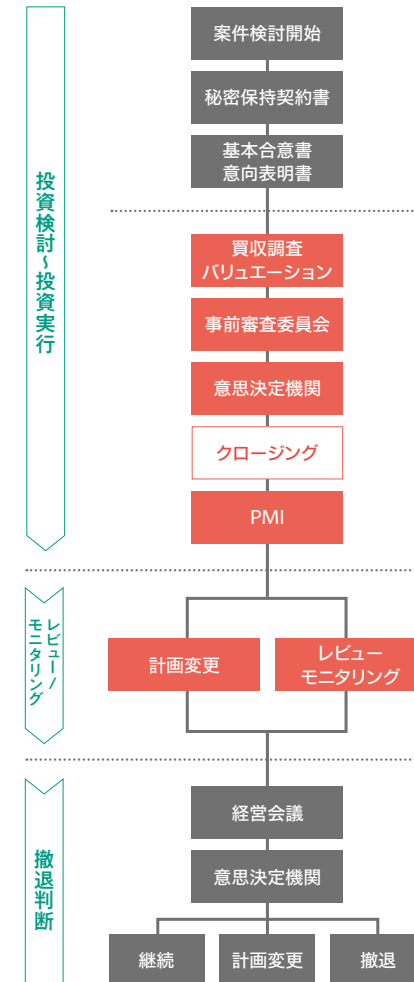 投資検討〜投資実行
案件検討開始
秘密保持契約書
基本合意書
意向表明書
買収調査
バリュエーション
事前審査委員会
意思決定機関
クロージング
PMI
レビュー/
モニタリング
計画変更
レビュー
モニタリング
撤退判断
経営会議
意思決定機関
継続
計画変更
撤退